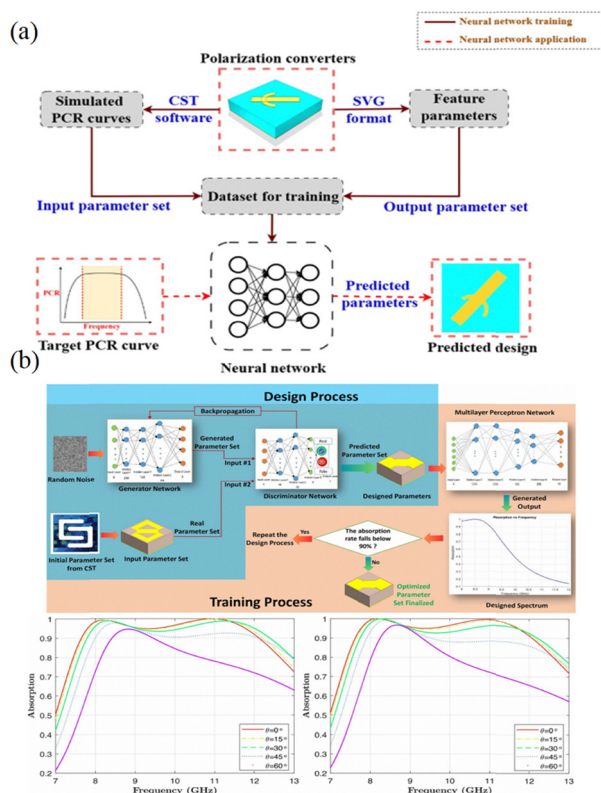 (a)
Neural network training
Neural network application
Polarization converters
Simulated
PCR curves
CST
software
SVG
format
Feature
parameters
Dataset for training
Input parameter set
Output parameter set
PCR
Frequency
Target PCR curve
Neural network
Predicted
parameters
Predicted design
(b)
Design Process
Backpropagation
Multilayer Perceptron Network
Generated
Parameter Set
Input #1
Input #2
Real
Fake
Predicted
Parameter Set
Random Noise
Generator Network
Discriminator Network
Designed Parameters
Real
Parameter Set
Generated
Output
Initial Parameter Set
from CST
Input Parameter Set
Repeat the
Design Process
Yes
The absorption
rate falls below
90% ?
No
Optimized
Parameter
Set Finalized
Absorption vs Frequency
Designed Spectrum
Training Process
Absorption
1
0.9
0.8
0.7
0.6
0.5
0.4
0.3
0.2
7 8 9 10 11 12 13
Frequency (GHz)
θ=0°
θ=15°
θ=30°
θ=45°
θ=60°
Absorption
1
0.9
0.8
0.7
0.6
0.5
0.4
0.3
0.2
7 8 9 10 11 12 13
Frequency (GHz)
θ=0°
θ=15°
θ=30°
θ=45°
θ=60°